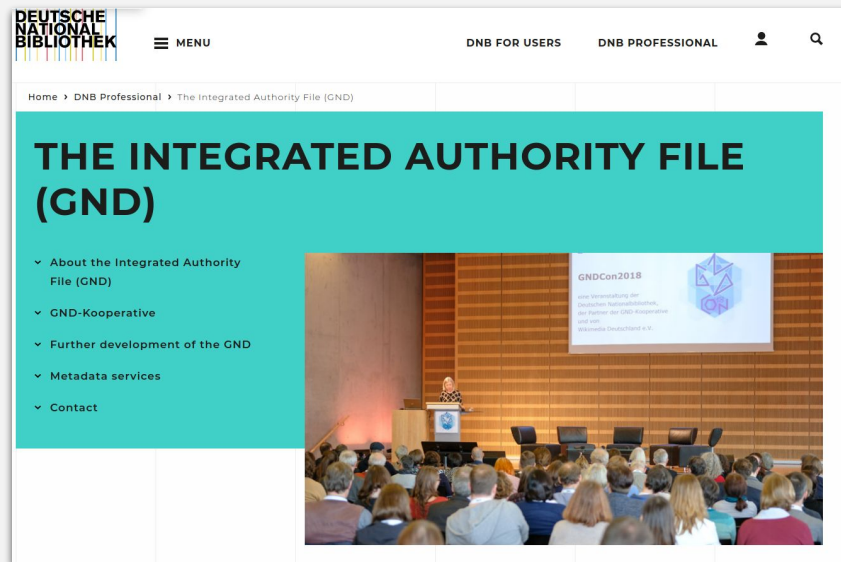 DEUTSCHE
NATIONAL
BIBLIOTHEK
MENU
DNB FOR USERS
DNB PROFESSIONAL
Home > DNB Professional > The Integrated Authority File (GND)
THE INTEGRATED AUTHORITY FILE
(GND)
About the Integrated Authority
File (GND)
GND-Kooperative
Further development of the GND
Metadata services
Contact
GNDCon2018
eine Veranstaltung der
Deutschen Nationalbibliothek,
der Partner der GND-Kooperative
und von
Wikimedia Deutschland e.V.